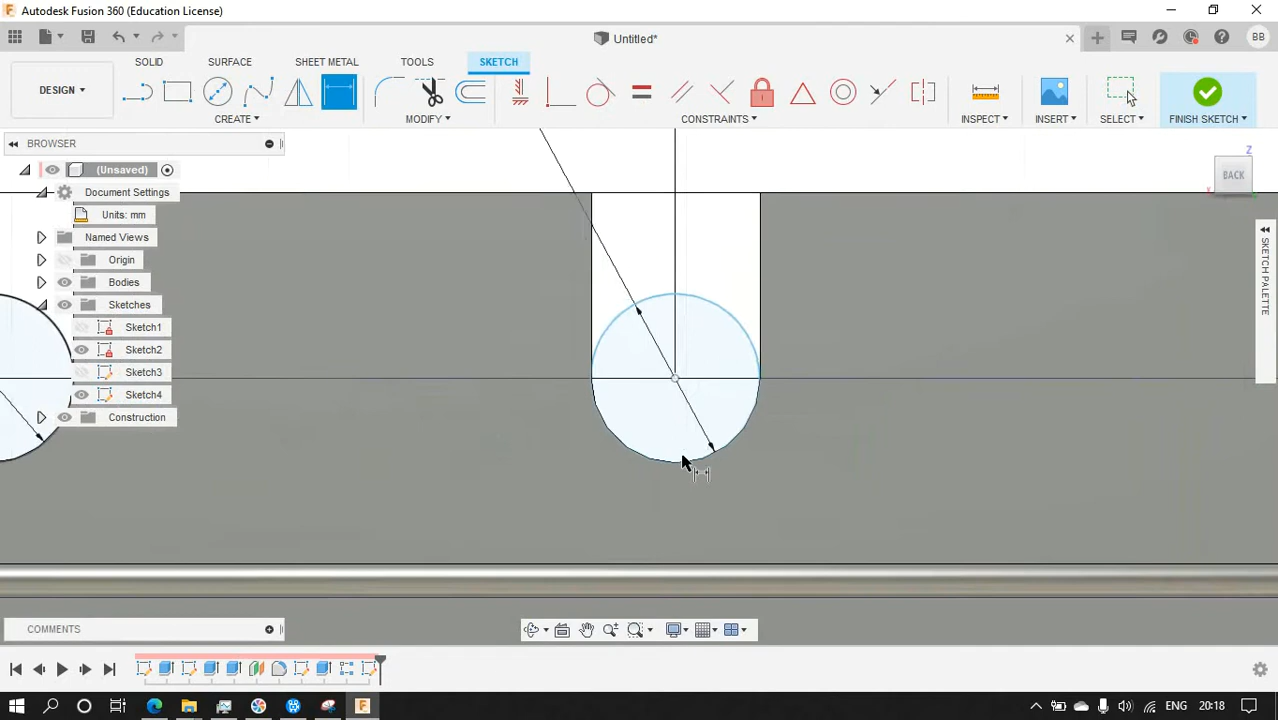 Autodesk Fusion 360 (Education License)
Untitled*
BB
SOLID SURFACE SHEET METAL TOOLS SKETCH
DESIGN
CREATE MODIFY CONSTRAINTS INSPECT INSERT SELECT FINISH SKETCH
BROWSER
(Unsaved)
Document Settings
Units: mm
Named Views
Origin
Bodies
Sketches
Sketch1
Sketch2
Sketch3
Sketch4
Construction
Z
BACK
X
SKETCH PALETTE
COMMENTS
ENG 20:18